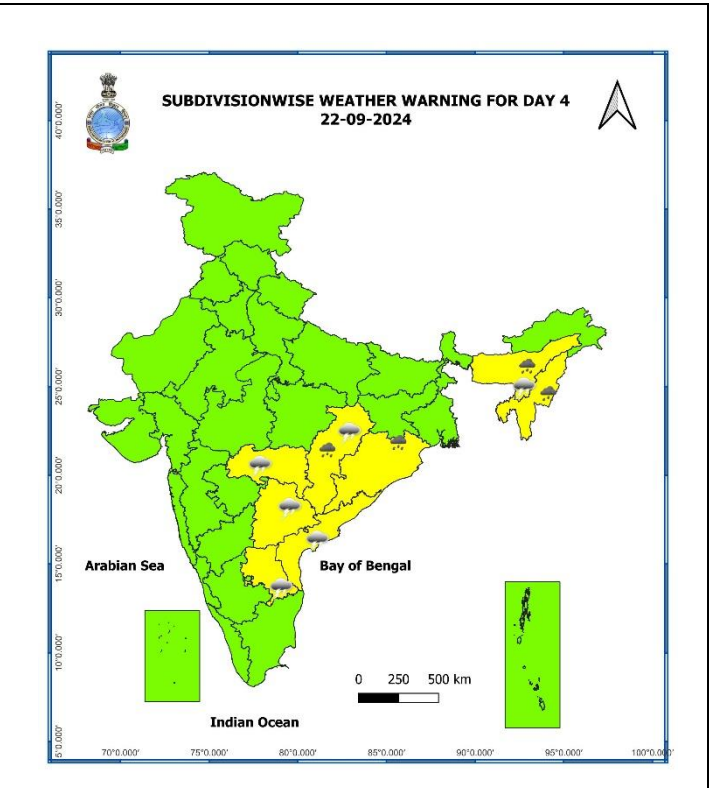 SUBDIVISIONWISE WEATHER WARNING FOR DAY 4
22-09-2024
40°0.000'
35°0.000'
30°0.000'
25°0.000'
20°0.000'
15°0.000'
10°0.000'
5°0.000'
Arabian Sea
Bay of Bengal
0 250 500 km
Indian Ocean
70°0.000' 75°0.000' 80°0.000' 85°0.000' 90°0.000' 95°0.000' 100°0.000'